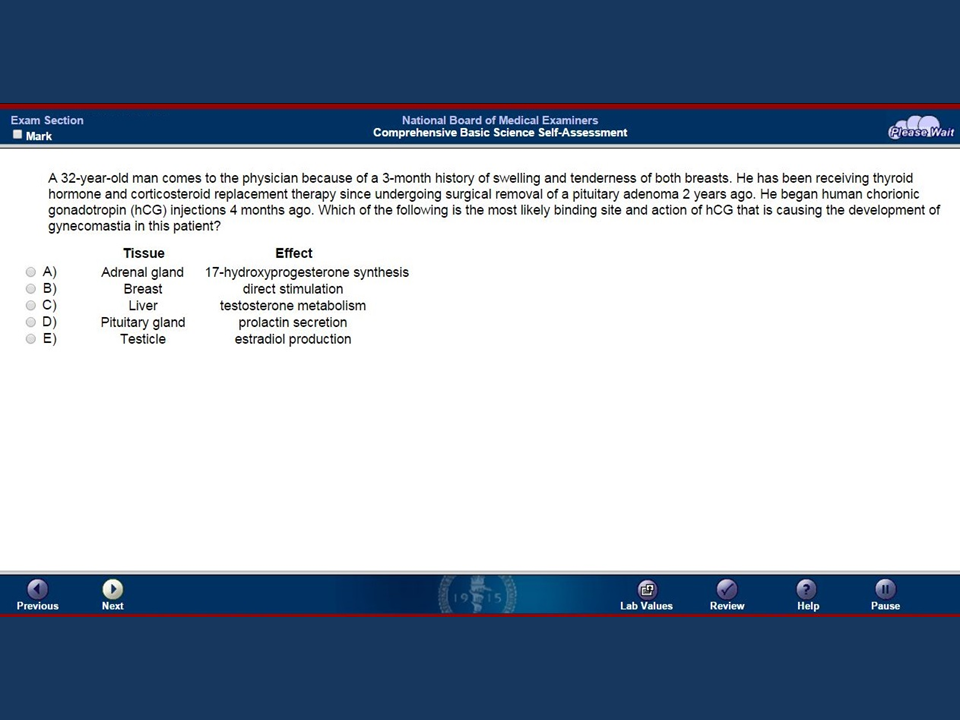 Exam Section
Mark
National Board of Medical Examiners
Comprehensive Basic Science Self-Assessment
Please Wait
A 32-year-old man comes to the physician because of a 3-month history of swelling and tenderness of both breasts. He has been receiving thyroid
hormone and corticosteroid replacement therapy since undergoing surgical removal of a pituitary adenoma 2 years ago. He began human chorionic
gonadotropin (hCG) injections 4 months ago. Which of the following is the most likely binding site and action of hCG that is causing the development of
gynecomastia in this patient?
Tissue Effect
A) Adrenal gland 17-hydroxyprogesterone synthesis
B) Breast direct stimulation
C) Liver testosterone metabolism
D) Pituitary gland prolactin secretion
E) Testicle estradiol production
1915
Previous Next Lab Values Review Help Pause